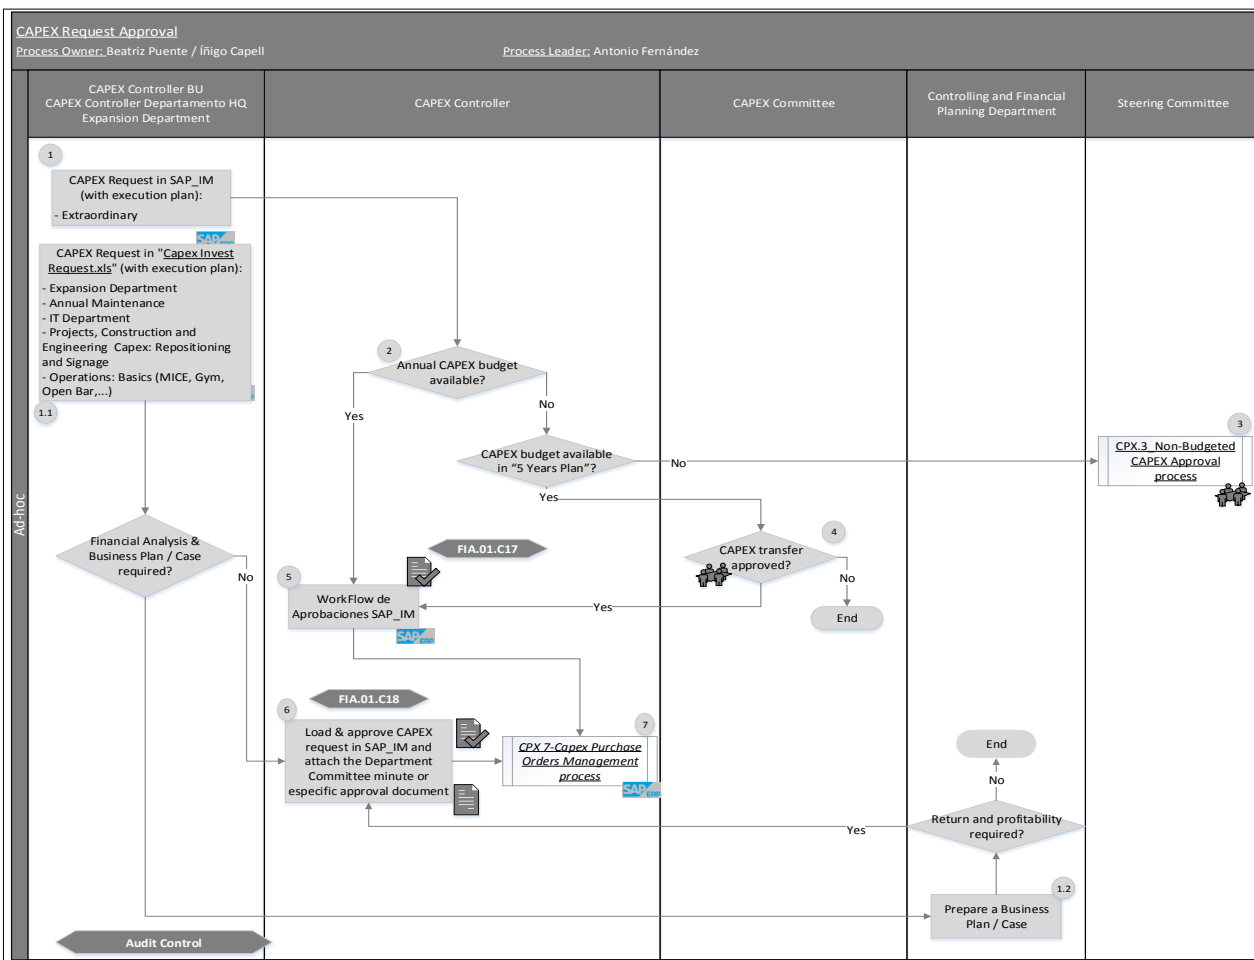 CAPEX Request Approval
Process Owner: Beatriz Puente / Íñigo Capell
Process Leader: Antonio Fernández
Ad-hoc
CAPEX Controller BU
CAPEX Controller Departamento HQ
Expansion Department
CAPEX Controller
CAPEX Committee
Controlling and Financial
Planning Department
Steering Committee
1
CAPEX Request in SAP_IM
(with execution plan):
- Extraordinary
SAP ERP
CAPEX Request in "Capex Invest
Request.xls" (with execution plan):
- Expansion Department
- Annual Maintenance
- IT Department
- Projects, Construction and
Engineering Capex: Repositioning
and Signage
- Operations: Basics (MICE, Gym,
Open Bar,...)
1.1
2
Annual CAPEX budget
available?
Yes
No
CAPEX budget available
in "5 Years Plan"?
No
Yes
3
CPX.3_Non-Budgeted
CAPEX Approval
process
Financial Analysis &
Business Plan / Case
required?
No
FIA.01.C17
4
CAPEX transfer
approved?
No
End
Yes
5
WorkFlow de
Aprobaciones SAP_IM
SAP ERP
FIA.01.C18
6
Load & approve CAPEX
request in SAP_IM and
attach the Department
Committee minute or
especific approval document
7
CPX 7-Capex Purchase
Orders Management
process
SAP ERP
End
No
Return and profitability
required?
Yes
1.2
Prepare a Business
Plan / Case
Audit Control